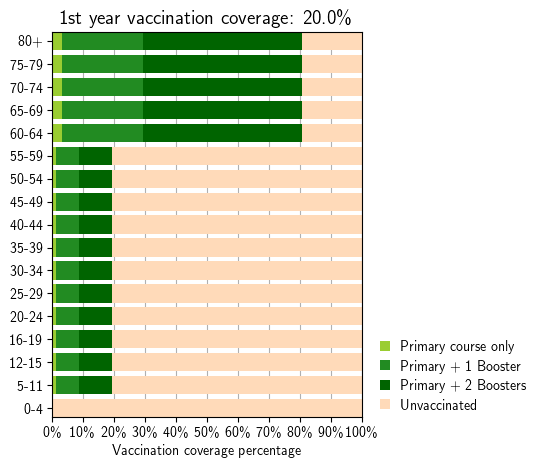 1st year vaccination coverage: 20.0%
80+
75-79
70-74
65-69
60-64
55-59
50-54
45-49
40-44
35-39
30-34
25-29
20-24
16-19
12-15
5-11
0-4
0% 10% 20% 30% 40% 50% 60% 70% 80% 90% 100%
Vaccination coverage percentage
Primary course only
Primary + 1 Booster
Primary + 2 Boosters
Unvaccinated